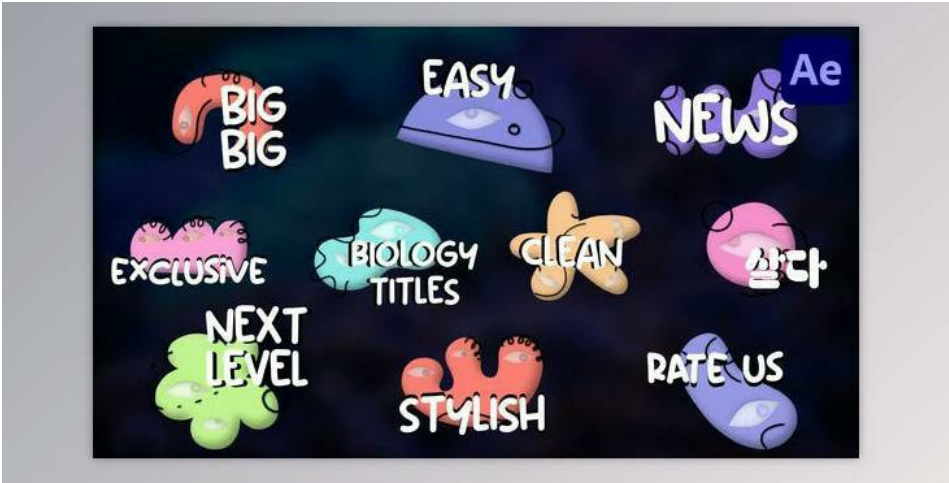 BIG
BIG
EASY
NEWS
Ae
EXCLUSIVE
BIOLOGY
TITLES
CLEAN
살다
NEXT
LEVEL
STYLISH
RATE US